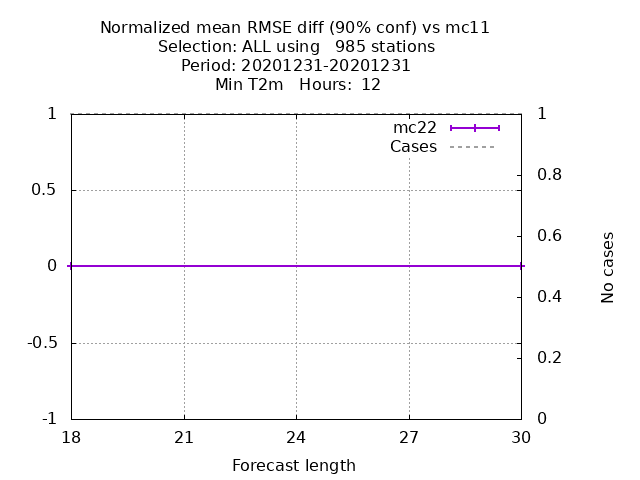 Normalized mean RMSE diff (90% conf) vs mc11
Selection: ALL using   985 stations
Period: 20201231-20201231
Min T2m   Hours:  12
1
0.5
0
-0.5
-1
mc22
Cases
1
0.8
0.6
0.4
0.2
0
No cases
18 21 24 27 30
Forecast length